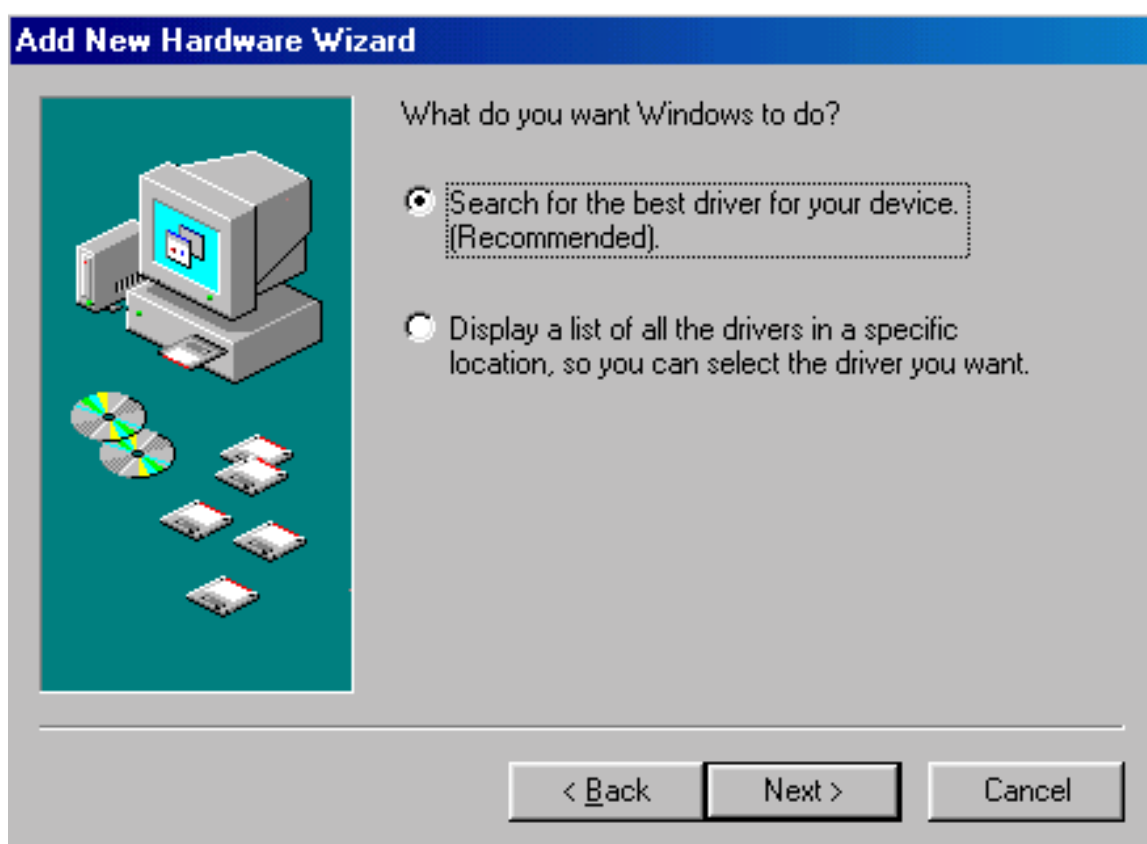 Add New Hardware Wizard
What do you want Windows to do?
Search for the best driver for your device.
(Recommended).
Display a list of all the drivers in a specific
location, so you can select the driver you want.
< Back
Next >
Cancel